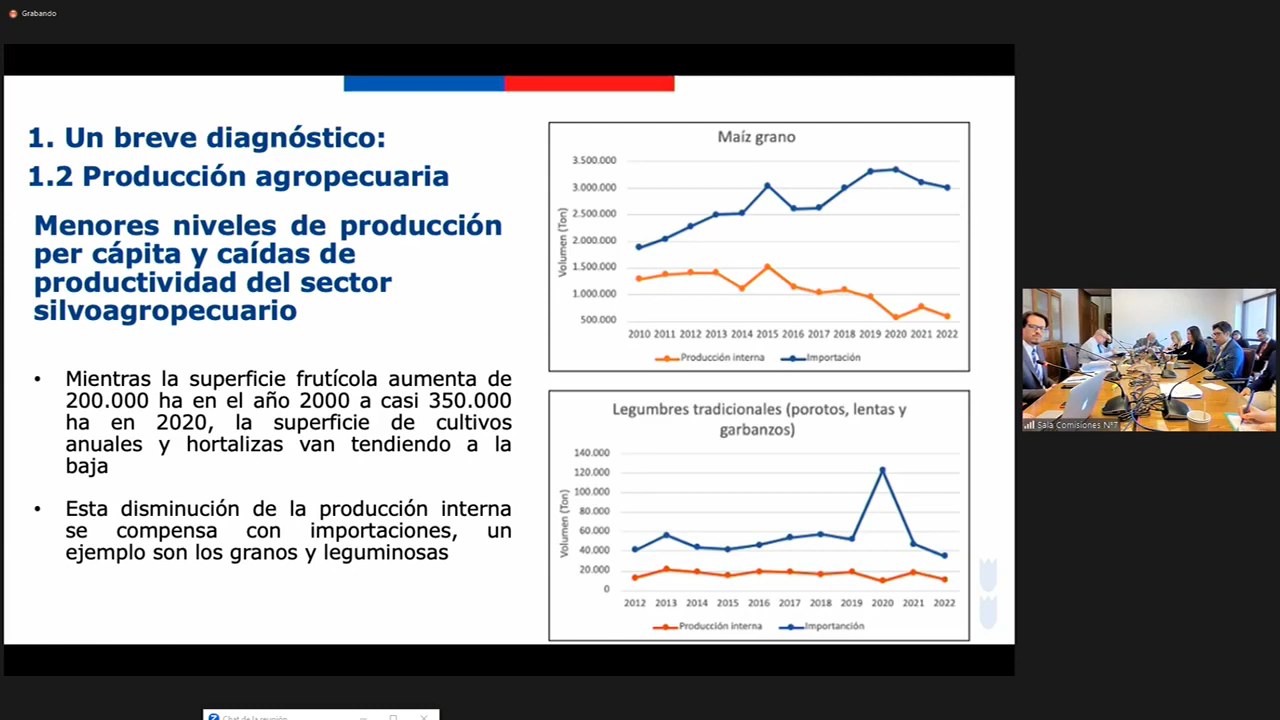 Grabando
1. Un breve diagnóstico:
1.2 Producción agropecuaria
Menores niveles de producción
per cápita y caídas de
productividad del sector
silvoagropecuario
• Mientras la superficie frutícola aumenta de
200.000 ha en el año 2000 a casi 350.000
ha en 2020, la superficie de cultivos
anuales y hortalizas van tendiendo a la
baja
• Esta disminución de la producción interna
se compensa con importaciones, un
ejemplo son los granos y leguminosas
Maíz grano
Volumen (Ton)
3.500.000
3.000.000
2.500.000
2.000.000
1.500.000
1.000.000
500.000
2010 2011 2012 2013 2014 2015 2016 2017 2018 2019 2020 2021 2022
Producción interna Importación
Legumbres tradicionales (porotos, lentas y
garbanzos)
Volumen (Ton)
140.000
120.000
100.000
80.000
60.000
40.000
20.000
0
2012 2013 2014 2015 2016 2017 2018 2019 2020 2021 2022
Producción interna Importanción
Sala Comisiones N°7
Chat de la reunión